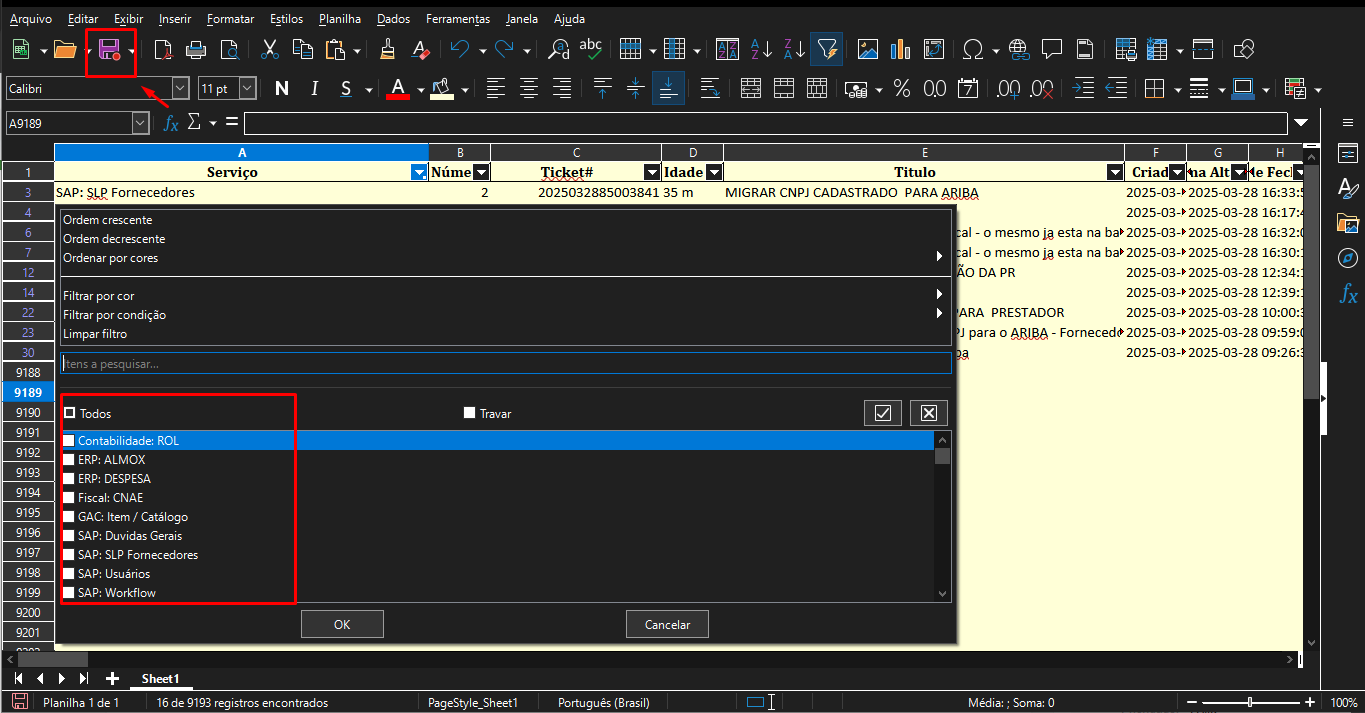 Arquivo Editar Exibir Inserir Formatar Estilos Planilha Dados Ferramentas Janela Ajuda
abc
Calibri 11 pt N I S A % 0.0 7 .00 .00
A9189 fx Σ =
A B C D E F G H
1 Serviço Núme Ticket# Idade Titulo Criad na Alt le Fecl
3 SAP: SLP Fornecedores 2 2025032885003841 35 m MIGRAR CNPJ CADASTRADO PARA ARIBA 2025-03- 2025-03-28 16:33:5
4 2025-03- 2025-03-28 16:17:4
6 cal - o mesmo ja esta na ba 2025-03- 2025-03-28 16:32:0
7 cal - o mesmo ja esta na ba 2025-03- 2025-03-28 16:30:1
12 ÃO DA PR 2025-03- 2025-03-28 12:34:1
14 2025-03- 2025-03-28 12:39:1
22 PARA PRESTADOR 2025-03- 2025-03-28 10:00:3
23 PJ para o ARIBA - Fornecedo 2025-03- 2025-03-28 09:59:0
30 ba 2025-03- 2025-03-28 09:26:3
9188
9189
9190
9191
9192
9193
9194
9195
9196
9197
9198
9199
9200
9201
Ordem crescente
Ordem decrescente
Ordenar por cores
Filtrar por cor
Filtrar por condição
Limpar filtro
Itens a pesquisar...
Todos Travar
Contabilidade: ROL
ERP: ALMOX
ERP: DESPESA
Fiscal: CNAE
GAC: Item / Catálogo
SAP: Duvidas Gerais
SAP: SLP Fornecedores
SAP: Usuários
SAP: Workflow
OK Cancelar
Sheet1
Planilha 1 de 1 16 de 9193 registros encontrados PageStyle_Sheet1 Português (Brasil) Média: ; Soma: 0 100%